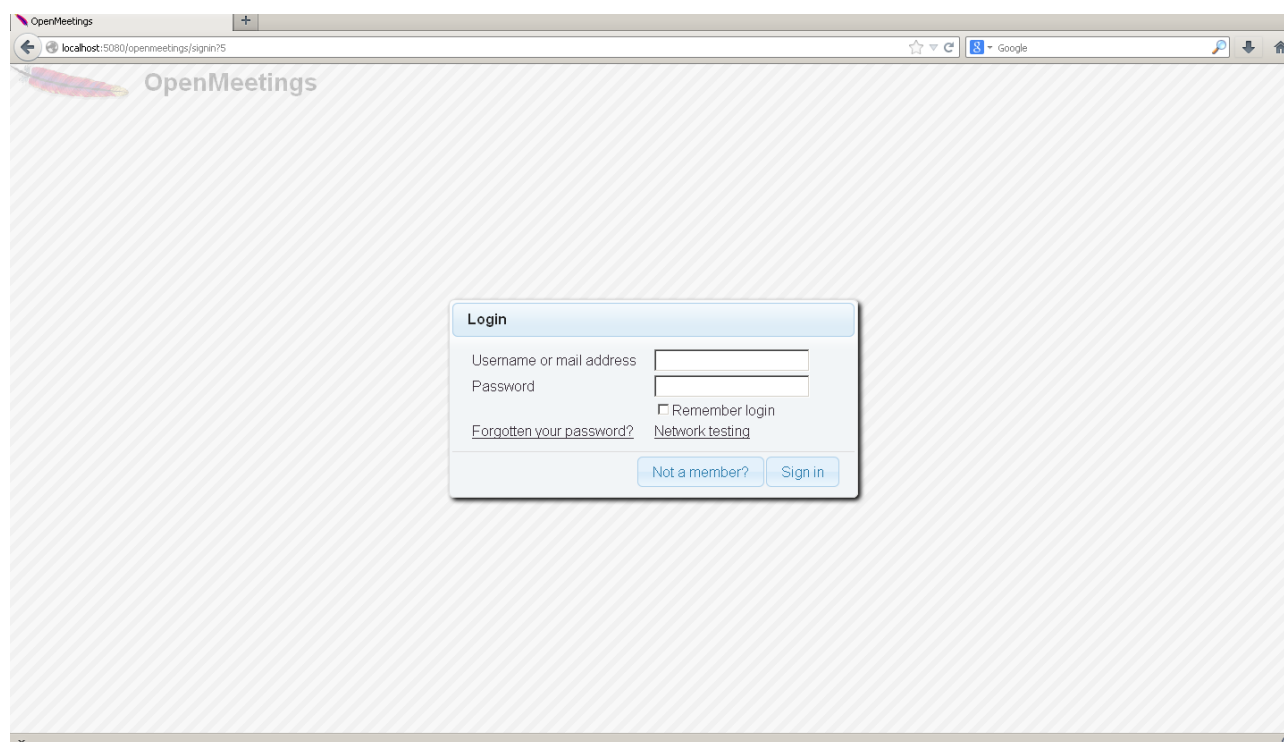 OpenMeetings +
localhost:5080/openmeetings/signin?5 8 Google
OpenMeetings
Login
Username or mail address
Password
Remember login
Forgotten your password? Network testing
Not a member? Sign in